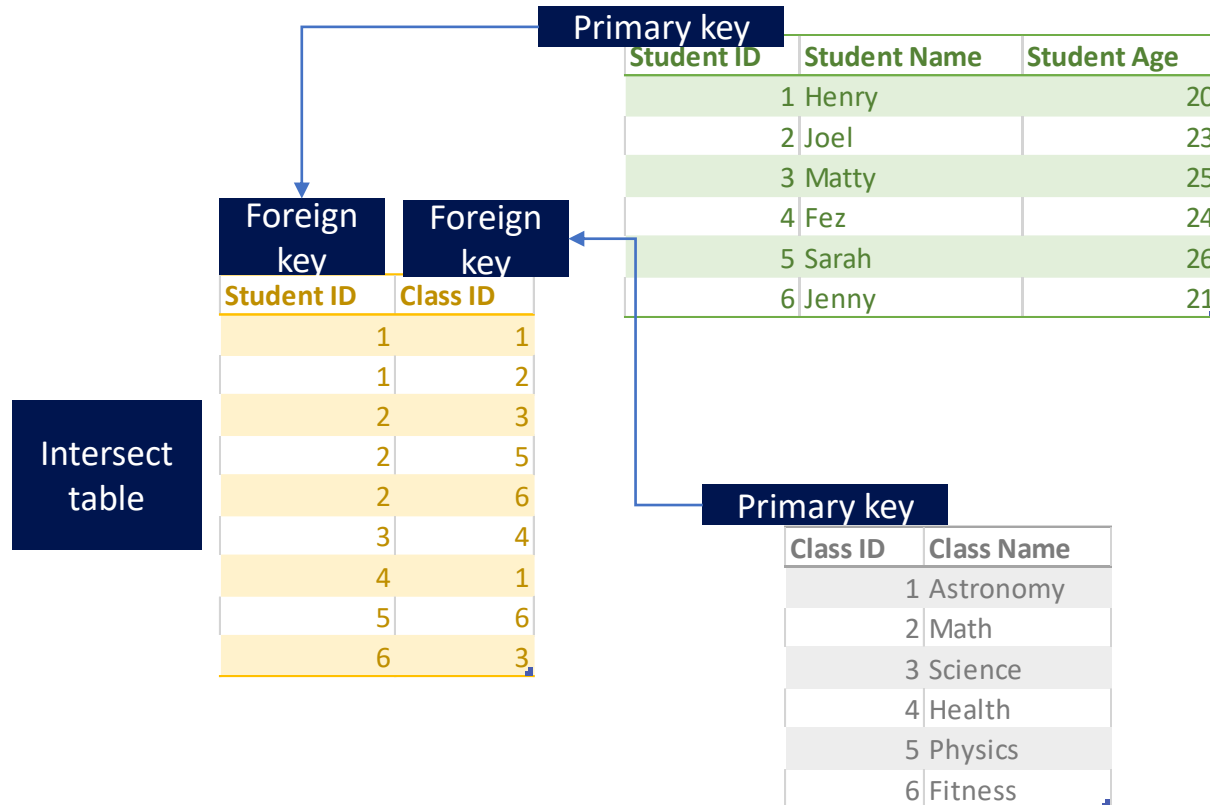 Primary key
Student ID Student Name Student Age
1 Henry 20
2 Joel 23
3 Matty 25
4 Fez 24
5 Sarah 26
6 Jenny 21
Foreign
key
Foreign
key
Student ID Class ID
1 1
1 2
2 3
2 5
2 6
3 4
4 1
5 6
6 3
Intersect
table
Primary key
Class ID Class Name
1 Astronomy
2 Math
3 Science
4 Health
5 Physics
6 Fitness